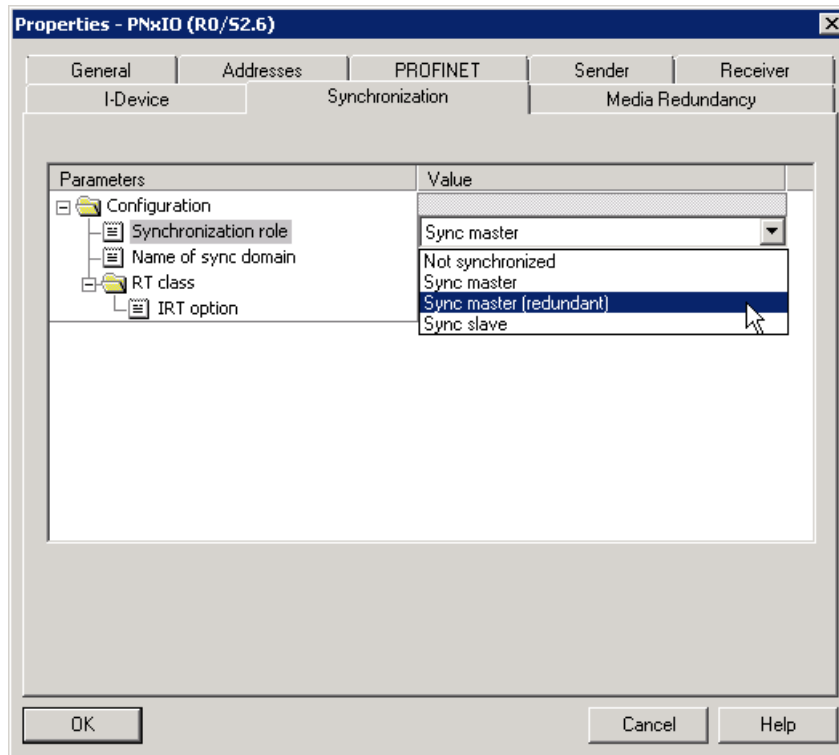 Properties - PNxIO (R0/S2.6)
General Addresses PROFINET Sender Receiver
I-Device Synchronization Media Redundancy
Parameters Value
Configuration
Synchronization role Sync master
Name of sync domain Not synchronized
RT class Sync master
IRT option Sync master (redundant)
Sync slave
OK Cancel Help